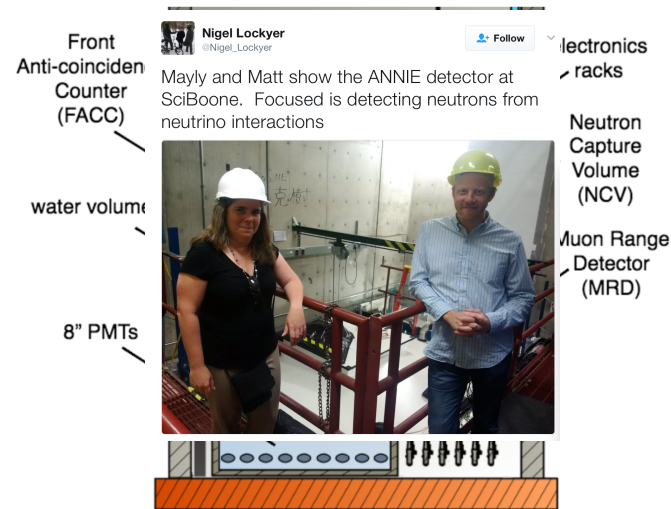 Front
Anti-coinciden
Counter
(FACC)
water volume
8” PMTs
Nigel Lockyer
@Nigel_Lockyer
Follow
Mayly and Matt show the ANNIE detector at
SciBoone. Focused is detecting neutrons from
neutrino interactions
lectronics
racks
Neutron
Capture
Volume
(NCV)
Muon Range
Detector
(MRD)